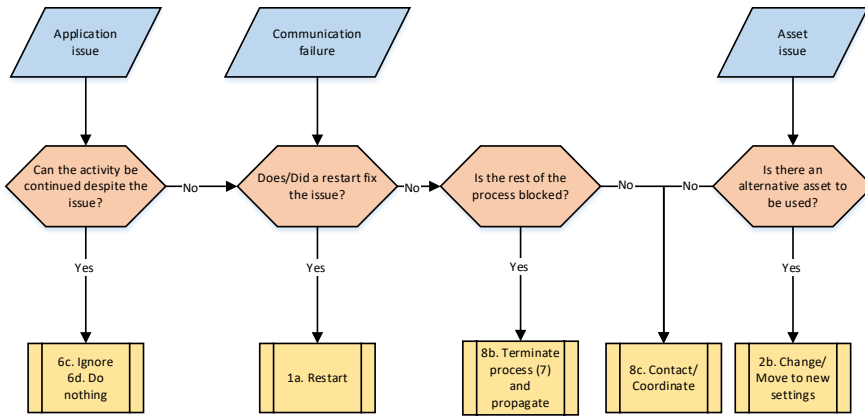 Application
issue
Communication
failure
Asset
issue
Can the activity be
continued despite the
issue?
No
Does/Did a restart fix
the issue?
No
Is the rest of the
process blocked?
No
No
Is there an
alternative asset to
be used?
Yes
Yes
Yes
Yes
6c. Ignore
6d. Do
nothing
1a. Restart
8b. Terminate
process (7)
and
propagate
8c. Contact/
Coordinate
2b. Change/
Move to new
settings